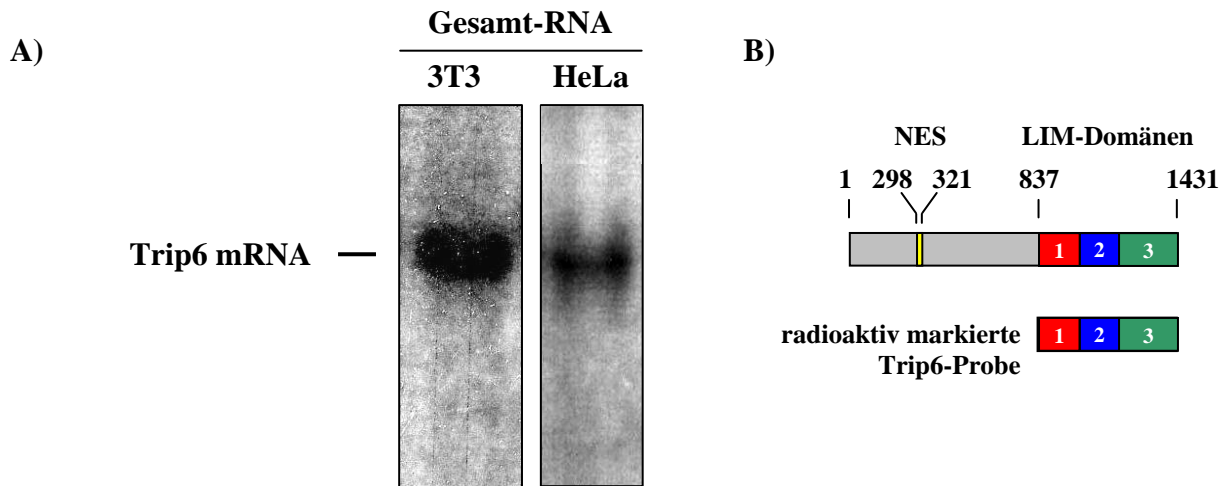 A)
Gesamt-RNA
3T3 HeLa
Trip6 mRNA
B)
NES LIM-Domänen
1 298 321 837 1431
1 2 3
radioaktiv markierte 1 2 3
Trip6-Probe